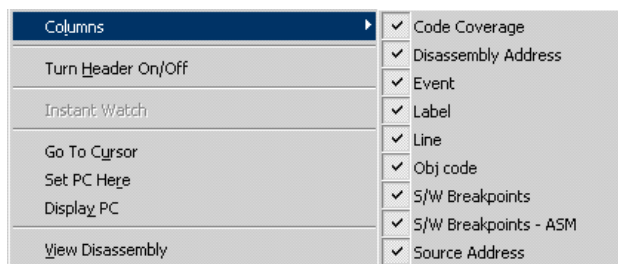 Columns
Turn Header On/Off
Instant Watch
Go To Cursor
Set PC Here
Display PC
View Disassembly
Code Coverage
Disassembly Address
Event
Label
Line
Obj code
S/W Breakpoints
S/W Breakpoints - ASM
Source Address